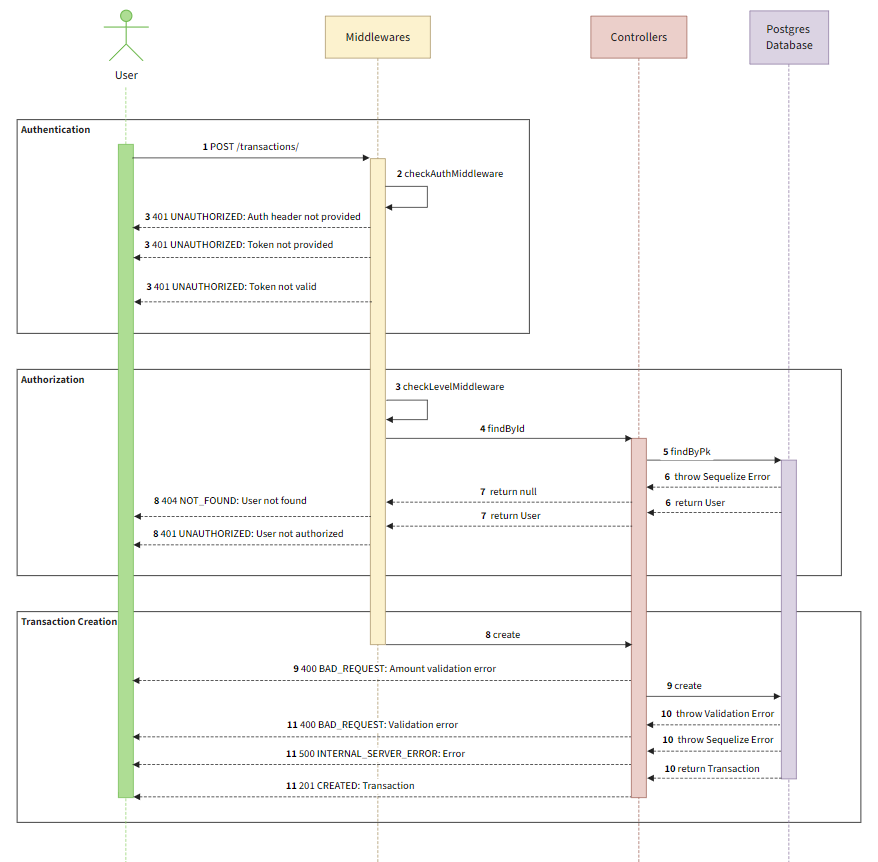 User
Middlewares
Controllers
Postgres
Database
Authentication
1 POST /transactions/
2 checkAuthMiddleware
3 401 UNAUTHORIZED: Auth header not provided
3 401 UNAUTHORIZED: Token not provided
3 401 UNAUTHORIZED: Token not valid
Authorization
3 checkLevelMiddleware
4 findById
5 findByPk
6 throw Sequelize Error
7 return null
8 404 NOT_FOUND: User not found
6 return User
7 return User
8 401 UNAUTHORIZED: User not authorized
Transaction Creation
8 create
9 400 BAD_REQUEST: Amount validation error
9 create
10 throw Validation Error
11 400 BAD_REQUEST: Validation error
10 throw Sequelize Error
11 500 INTERNAL_SERVER_ERROR: Error
10 return Transaction
11 201 CREATED: Transaction